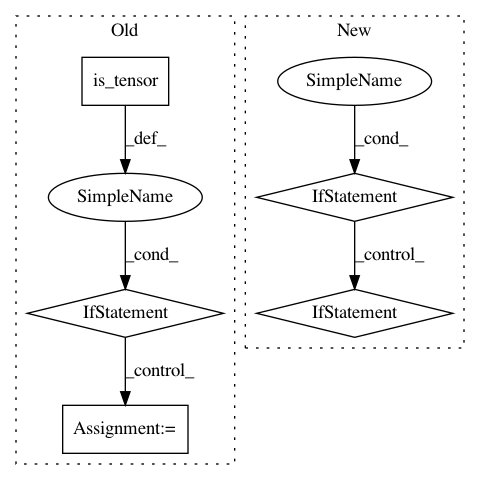 Old
is_tensor
_def_
SimpleName
_cond_
IfStatement
_control_
Assignment:=
New
SimpleName
_cond_
IfStatement
_control_
IfStatement